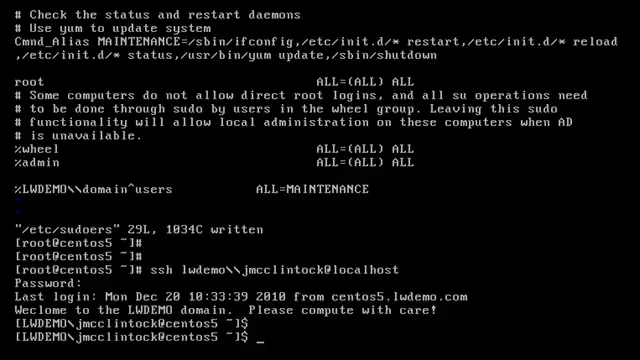 # Check the status and restart daemons
# Use yum to update system
Cmnd_Alias MAINTENANCE=/sbin/ifconfig,/etc/init.d/* restart,/etc/init.d/* reload
,/etc/init.d/* status,/usr/bin/yum update,/sbin/shutdown
root ALL=(ALL) ALL
# Some computers do not allow direct root logins, and all su operations need
# to be done through sudo by users in the wheel group. Leaving this sudo
# functionality will allow local administration on these computers when AD
# is unavailable.
%wheel ALL=(ALL) ALL
%admin ALL=(ALL) ALL
%LWDEMO\\domain^users ALL=MAINTENANCE
~
~
"/etc/sudoers" 29L, 1034C written
[root@centos5 ~]#
[root@centos5 ~]#
[root@centos5 ~]# ssh lwdemo\\jmcclintock@localhost
Password:
Last login: Mon Dec 20 10:33:39 2010 from centos5.lwdemo.com
Weclome to the LWDEMO domain.  Please compute with care!
[LWDEMO\jmcclintock@centos5 ~]$
[LWDEMO\jmcclintock@centos5 ~]$ _